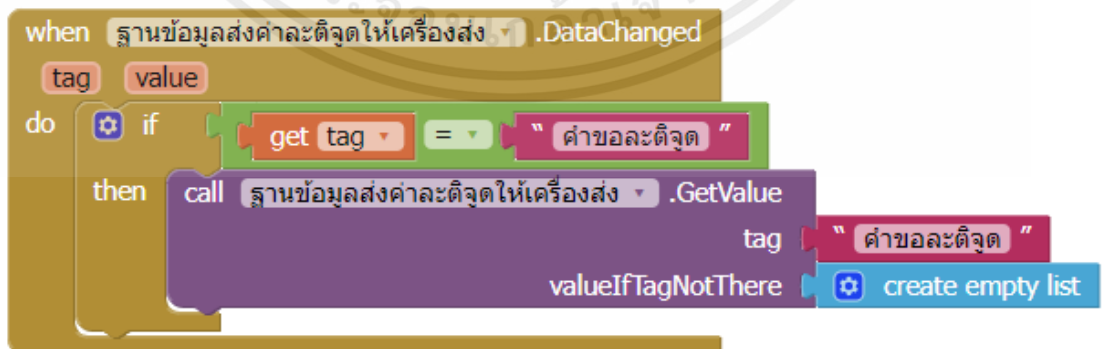 when ฐานข้อมูลส่งค่าละติจูดให้เครื่องส่ง .DataChanged
tag value
do if get tag = " คำขอละติจูด "
then call ฐานข้อมูลส่งค่าละติจูดให้เครื่องส่ง .GetValue
tag " คำขอละติจูด "
valueIfTagNotThere create empty list